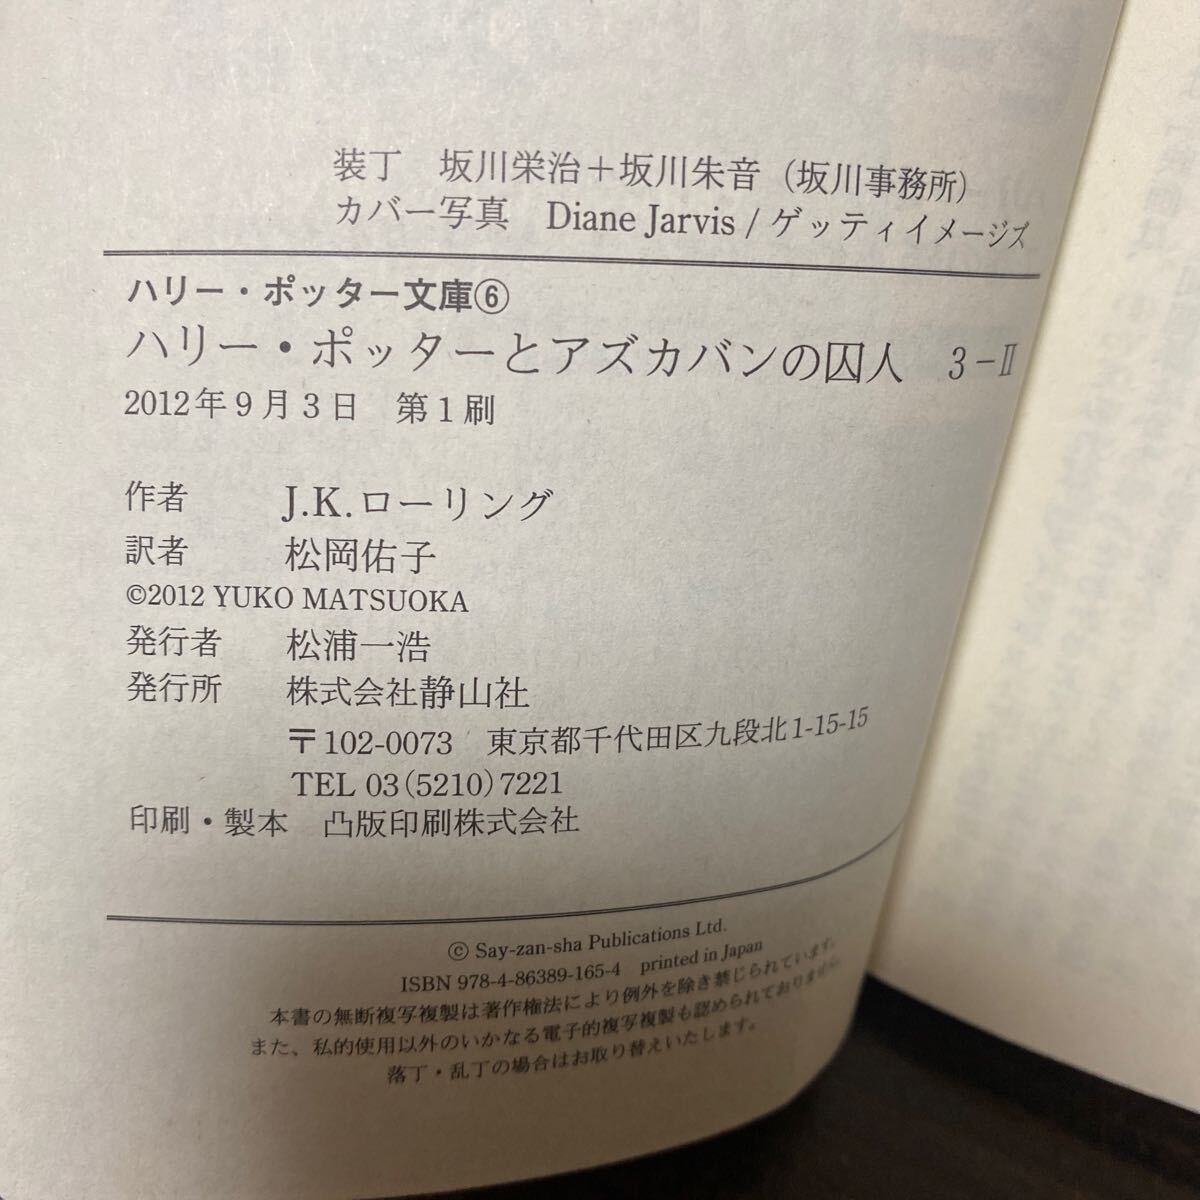 装丁　坂川栄治＋坂川朱音（坂川事務所）
カバー写真　Diane Jarvis / ゲッティイメージズ
ハリー・ポッター文庫⑥
ハリー・ポッターとアズカバンの囚人　3－Ⅱ
2012年9月3日　第1刷
作者　J.K.ローリング
訳者　松岡佑子
©2012 YUKO MATSUOKA
発行者　松浦一浩
発行所　株式会社静山社
〒102-0073　東京都千代田区九段北1-15-15
TEL 03(5210)7221
印刷・製本　凸版印刷株式会社
© Say-zan-sha Publications Ltd.
ISBN 978-4-86389-165-4　printed in Japan
本書の無断複写複製は著作権法により例外を除き禁じられています。
また、私的使用以外のいかなる電子的複写複製も認められておりません。
落丁・乱丁の場合はお取り替えいたします。